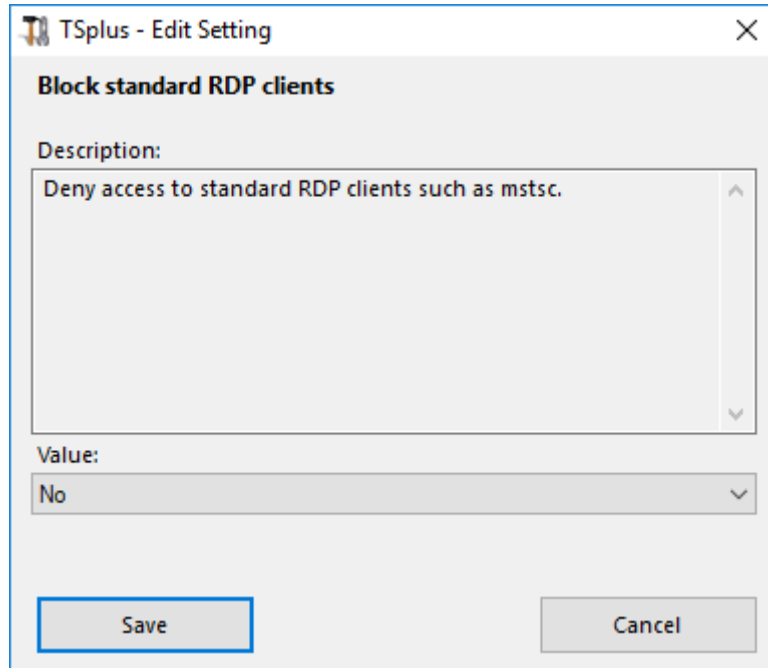 TSplus - Edit Setting
Block standard RDP clients
Description:
Deny access to standard RDP clients such as mstsc.
Value:
No
Save
Cancel